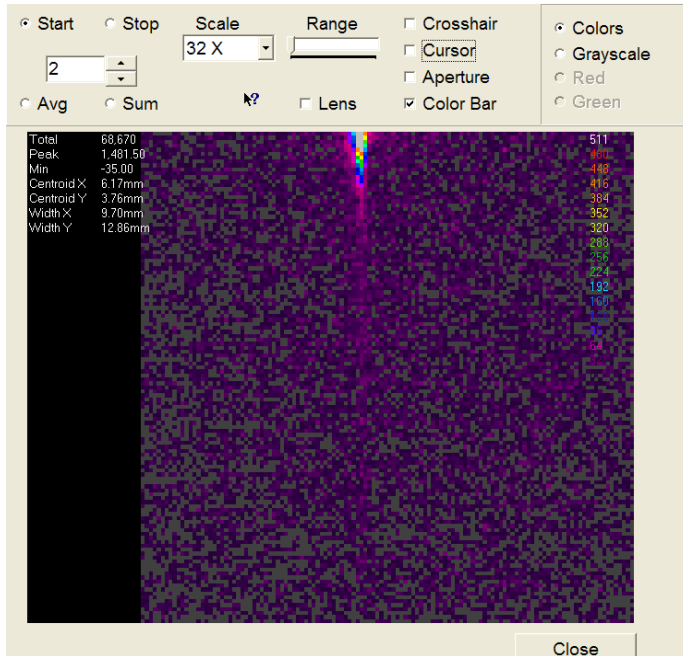 Start Stop Scale Range Crosshair Colors
32 X Cursor Grayscale
2 Aperture Red
Avg Sum ? Lens Color Bar Green
Total 68,670
Peak 1,481.50
Min -35.00
Centroid X 6.17mm
Centroid Y 3.76mm
Width X 9.70mm
Width Y 12.86mm
511
448
416
384
352
320
288
256
224
192
160
64
Close